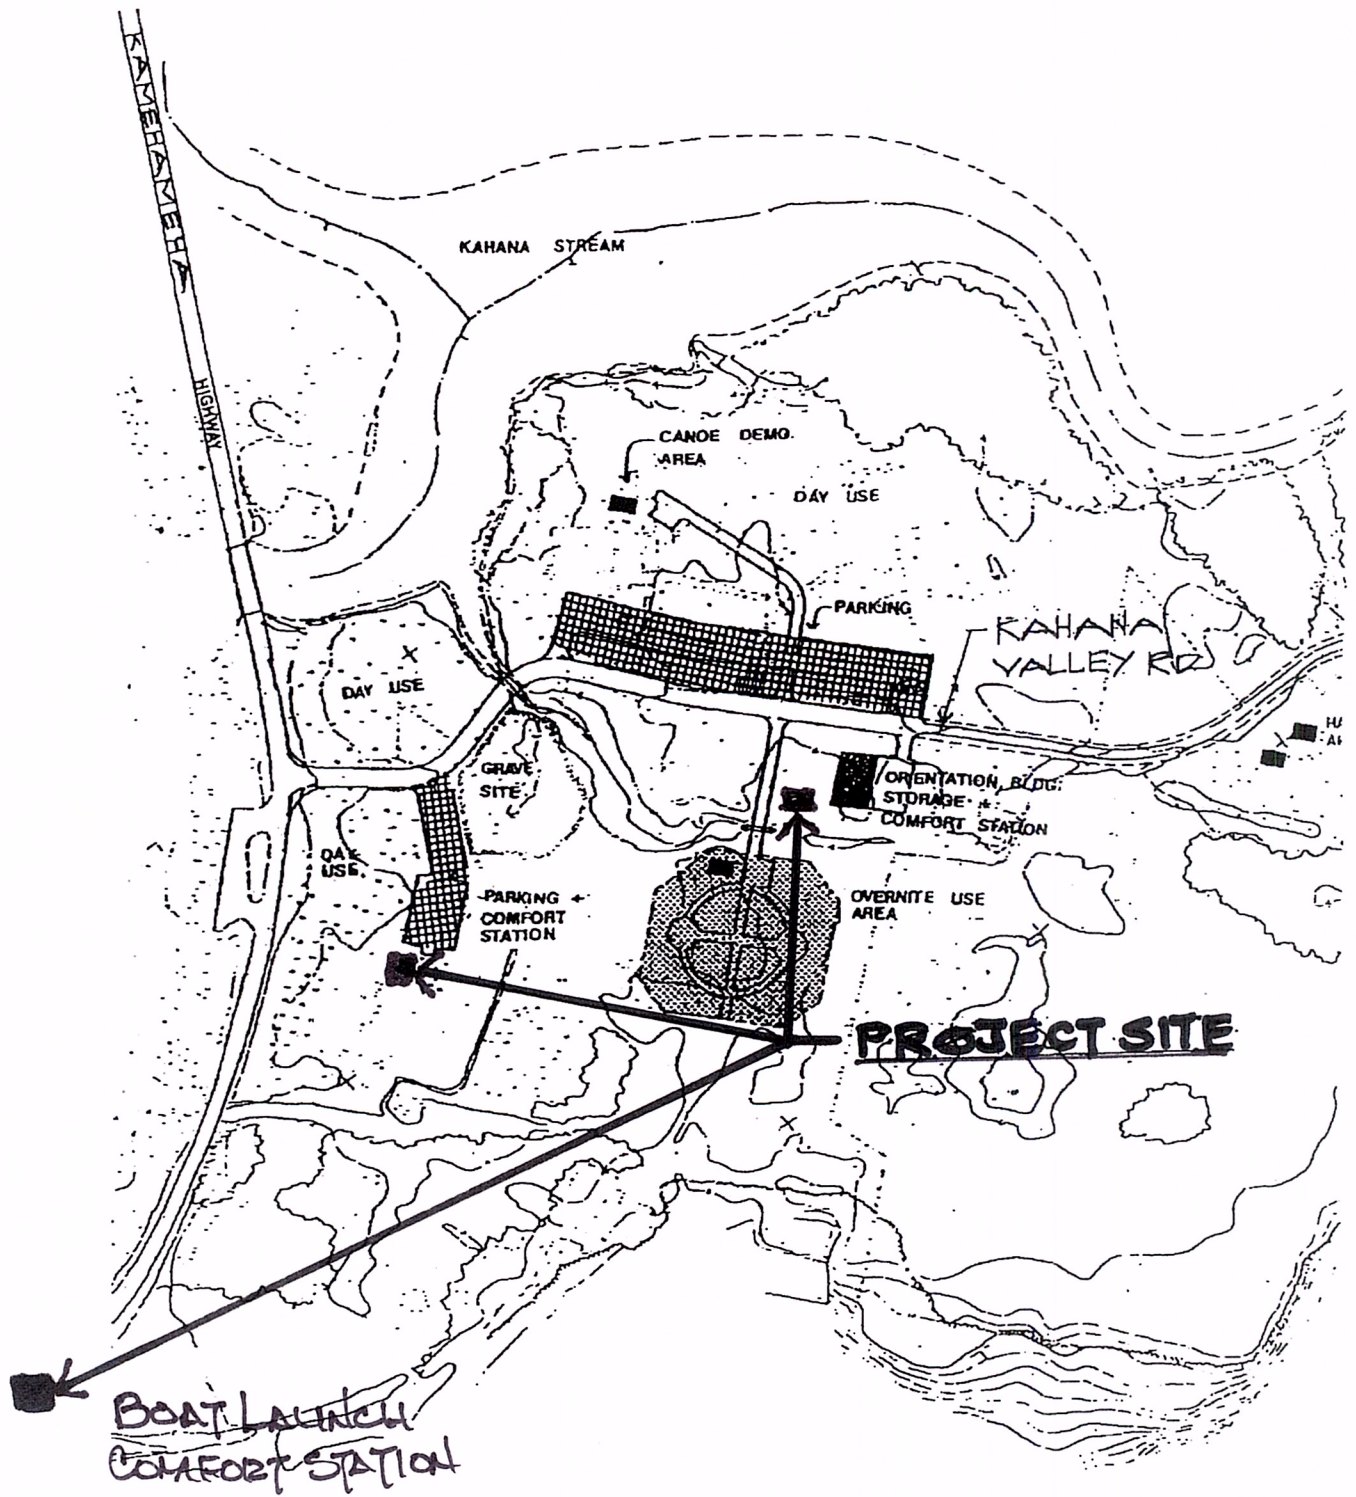 KAMEHAMEHA
HIGHWAY
KAHANA STREAM
CANOE DEMO.
AREA
DAY USE
PARKING
KAHANA
VALLEY RD
DAY USE
GRAVE
SITE
ORIENTATION BLDG.
STORAGE +
COMFORT STATION
DAY
USE
PARKING +
COMFORT
STATION
OVERNITE USE
AREA
PROJECT SITE
BOAT LAUNCH
COMFORT STATION